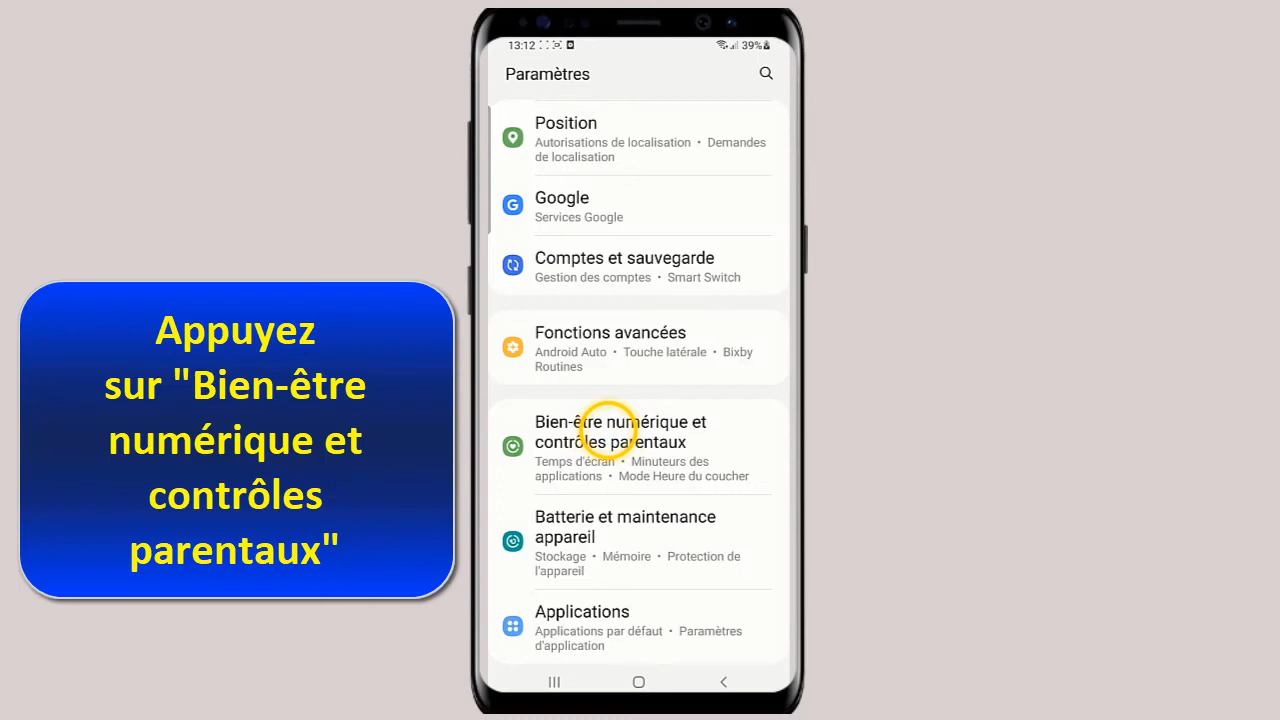 13:12
39%
Paramètres
Position
Autorisations de localisation • Demandes
de localisation
Google
Services Google
Comptes et sauvegarde
Gestion des comptes • Smart Switch
Fonctions avancées
Android Auto • Touche latérale • Bixby
Routines
Bien-être numérique et
contrôles parentaux
Temps d'écran • Minuteurs des
applications • Mode Heure du coucher
Batterie et maintenance
appareil
Stockage • Mémoire • Protection de
l'appareil
Applications
Applications par défaut • Paramètres
d'application
Appuyez
sur "Bien-être
numérique et
contrôles
parentaux"